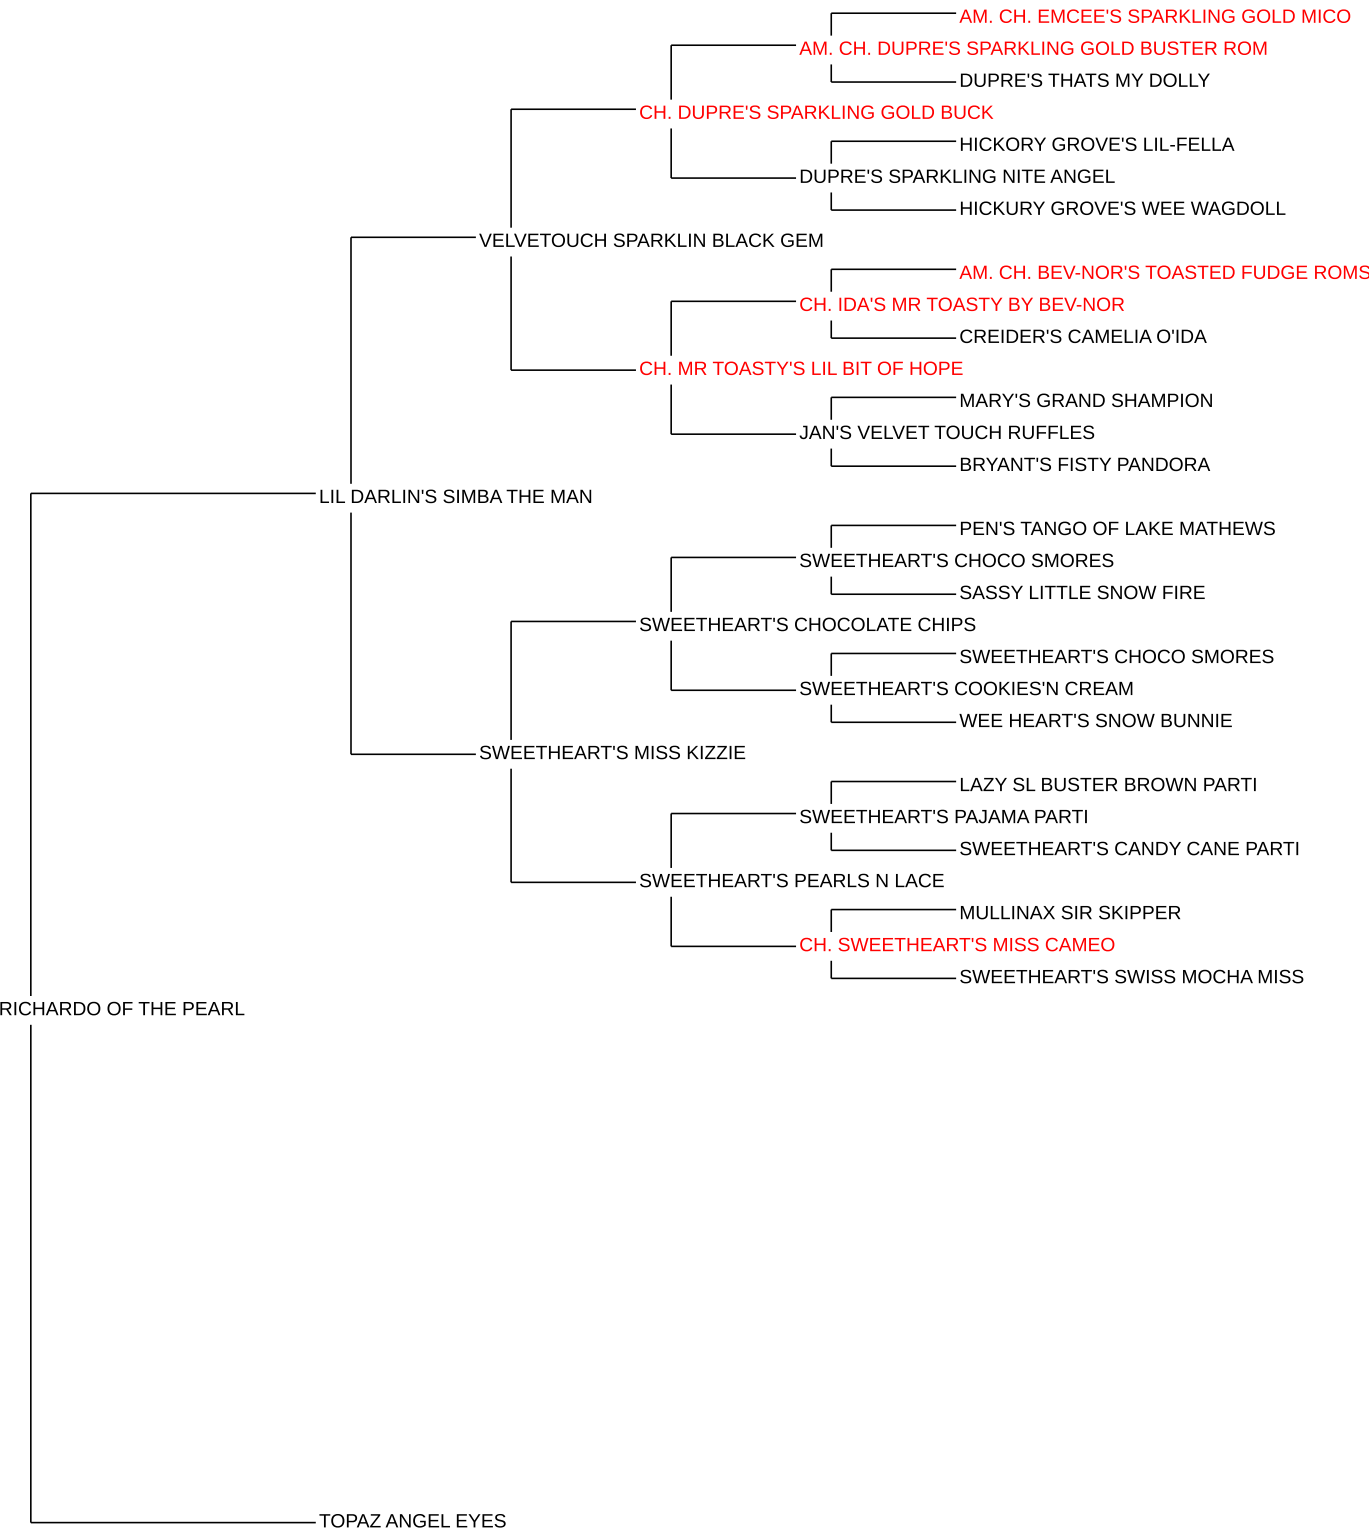 AM. CH. EMCEE'S SPARKLING GOLD MICO
AM. CH. DUPRE'S SPARKLING GOLD BUSTER ROM
DUPRE'S THATS MY DOLLY
CH. DUPRE'S SPARKLING GOLD BUCK
HICKORY GROVE'S LIL-FELLA
DUPRE'S SPARKLING NITE ANGEL
HICKURY GROVE'S WEE WAGDOLL
VELVETOUCH SPARKLIN BLACK GEM
AM. CH. BEV-NOR'S TOASTED FUDGE ROMS
CH. IDA'S MR TOASTY BY BEV-NOR
CREIDER'S CAMELIA O'IDA
CH. MR TOASTY'S LIL BIT OF HOPE
MARY'S GRAND SHAMPION
JAN'S VELVET TOUCH RUFFLES
BRYANT'S FISTY PANDORA
LIL DARLIN'S SIMBA THE MAN
PEN'S TANGO OF LAKE MATHEWS
SWEETHEART'S CHOCO SMORES
SASSY LITTLE SNOW FIRE
SWEETHEART'S CHOCOLATE CHIPS
SWEETHEART'S CHOCO SMORES
SWEETHEART'S COOKIES'N CREAM
WEE HEART'S SNOW BUNNIE
SWEETHEART'S MISS KIZZIE
LAZY SL BUSTER BROWN PARTI
SWEETHEART'S PAJAMA PARTI
SWEETHEART'S CANDY CANE PARTI
SWEETHEART'S PEARLS N LACE
MULLINAX SIR SKIPPER
CH. SWEETHEART'S MISS CAMEO
SWEETHEART'S SWISS MOCHA MISS
RICHARDO OF THE PEARL
TOPAZ ANGEL EYES